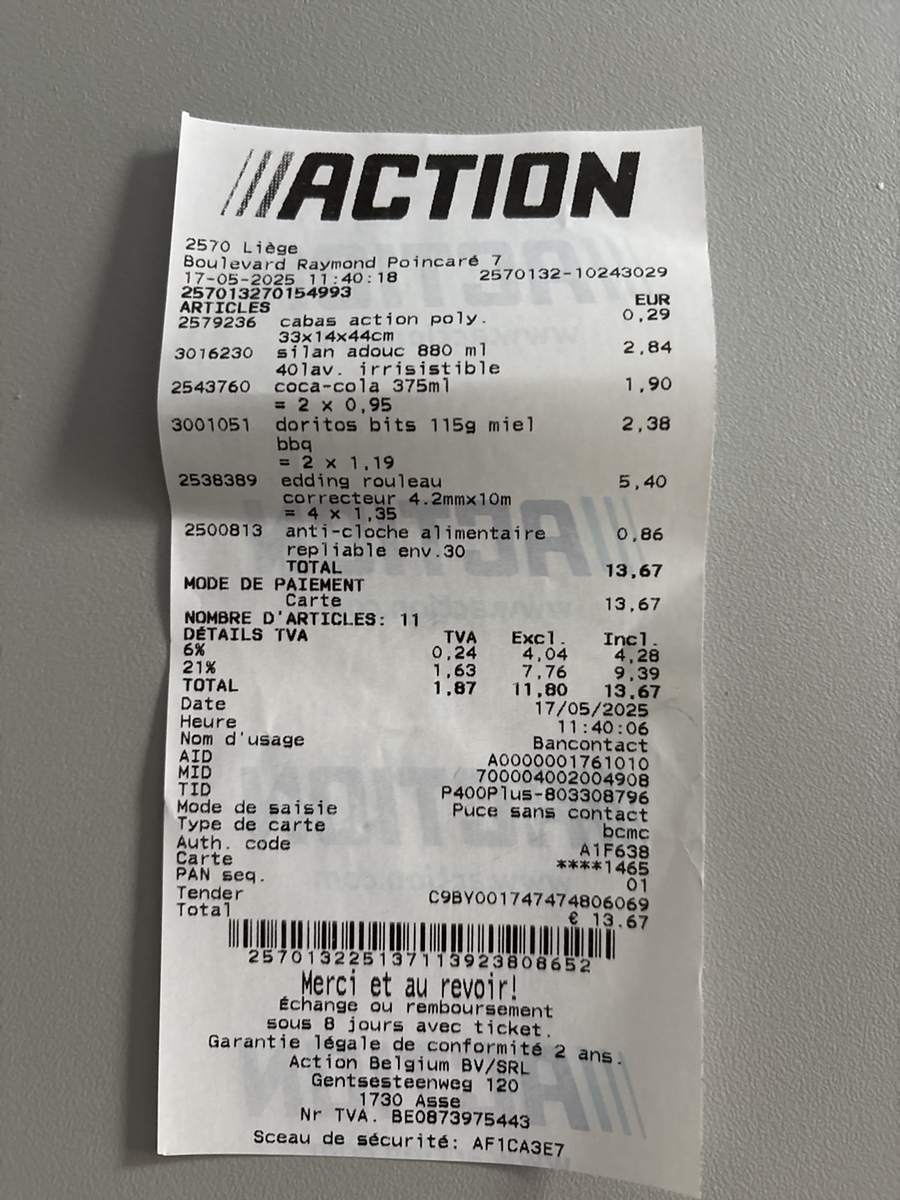 ACTION
2570 Liège
Boulevard Raymond Poincaré 7
17-05-2025 11:40:18 2570132-10243029
257013270154993
ARTICLES EUR
2579236 cabas action poly. 0,29
33x14x44cm
3016230 silan adouc 880 ml 2,84
40lav. irrisistible
2543760 coca-cola 375ml 1,90
= 2 x 0,95
3001051 doritos bits 115g miel 2,38
bbq
= 2 x 1,19
2538389 edding rouleau 5,40
correcteur 4.2mmx10m
= 4 x 1,35
2500813 anti-cloche alimentaire 0,86
repliable env.30
TOTAL 13,67
MODE DE PAIEMENT
Carte 13,67
NOMBRE D'ARTICLES: 11
DÉTAILS TVA TVA Excl. Incl.
6% 0,24 4,04 4,28
21% 1,63 7,76 9,39
TOTAL 1,87 11,80 13,67
Date 17/05/2025
Heure 11:40:06
Nom d'usage Bancontact
AID A0000001761010
MID 700004002004908
TID P400Plus-803308796
Mode de saisie Puce sans contact
Type de carte bcmc
Auth. code A1F638
Carte ****1465
PAN seq. 01
Tender C9BY001747474806069
Total € 13.67
257013225137113923808652
Merci et au revoir!
Échange ou remboursement
sous 8 jours avec ticket.
Garantie légale de conformité 2 ans.
Action Belgium BV/SRL
Gentsesteenweg 120
1730 Asse
Nr TVA. BE0873975443
Sceau de sécurité: AF1CA3E7